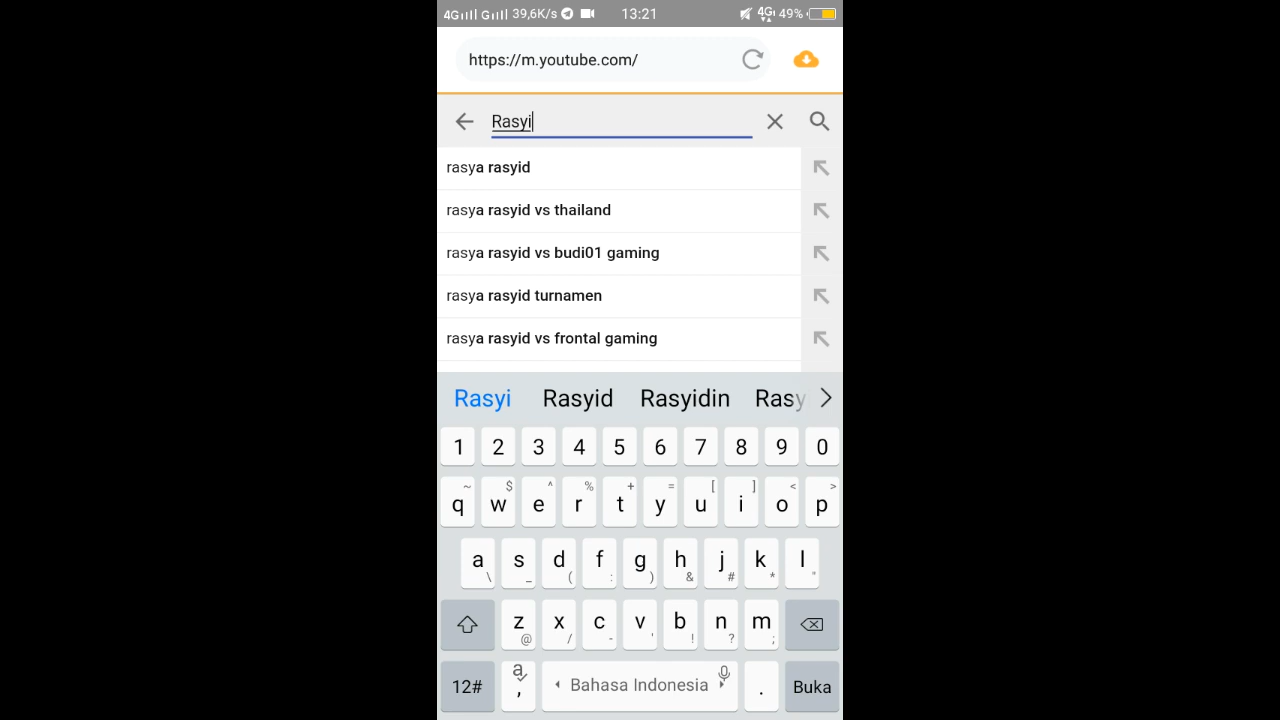 4G G 39,6K/s 13:21 4G 49%
https://m.youtube.com/
Rasyi
rasya rasyid
rasya rasyid vs thailand
rasya rasyid vs budi01 gaming
rasya rasyid turnamen
rasya rasyid vs frontal gaming
Rasyi Rasyid Rasyidin Rasy
1 2 3 4 5 6 7 8 9 0
~ $ ^ % + = [ ] < >
q w e r t y u i o p
a s d f g h j k l
\ _ ( : ) & # * "
z x c v b n m
@ / - ' ! ? ;
12# a , Bahasa Indonesia . Buka